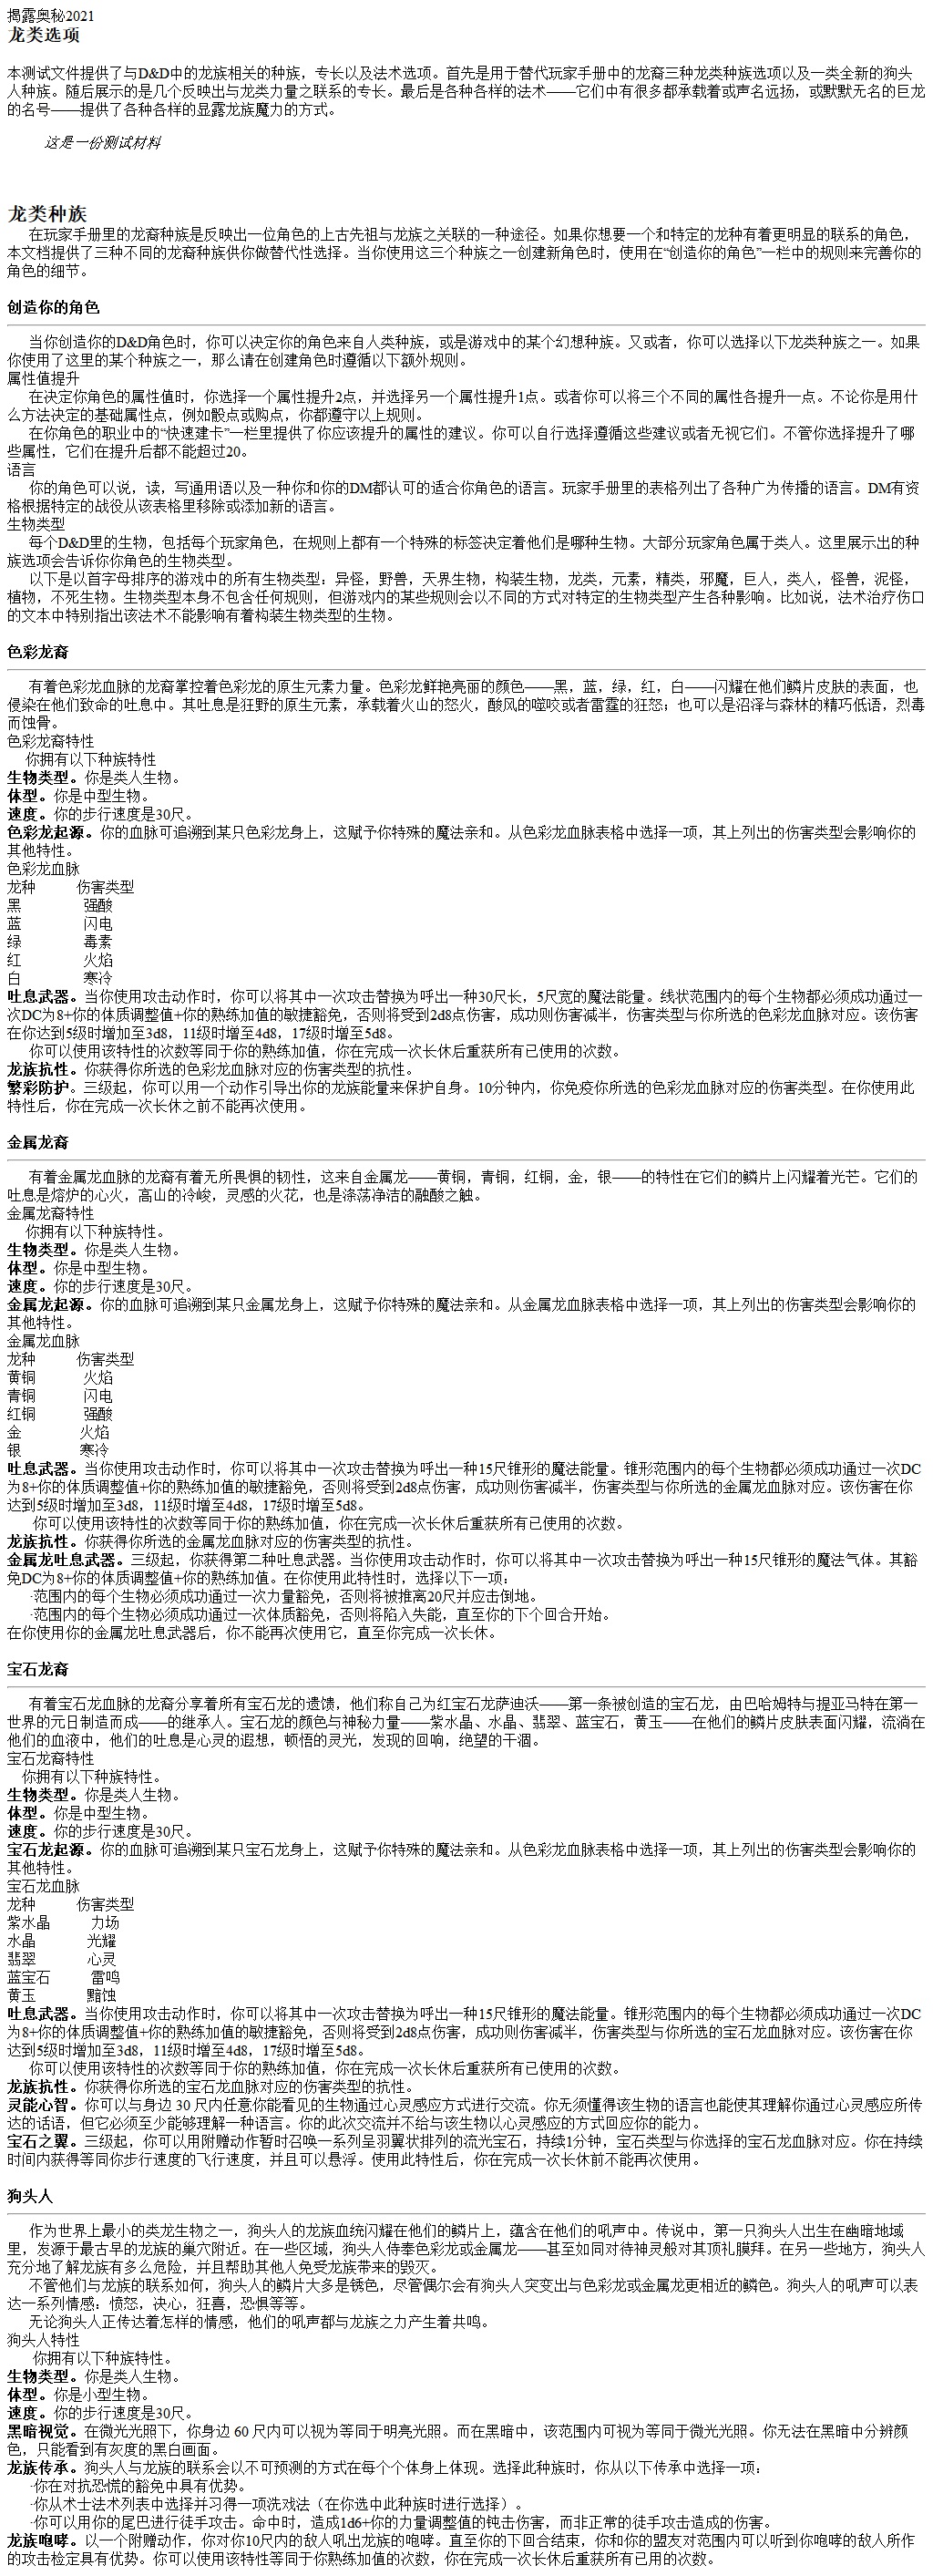 揭露奥秘2021
龙类选项
本测试文件提供了与D&D中的龙族相关的种族，专长以及法术选项。首先是用于替代玩家手册中的龙裔三种龙类种族选项以及一类全新的狗头
人种族。随后展示的是几个反映出与龙类力量之联系的专长。最后是各种各样的法术——它们中有很多都承载着或声名远扬，或默默无名的巨龙
的名号——提供了各种各样的显露龙族魔力的方式。
这是一份测试材料
龙类种族
在玩家手册里的龙裔种族是反映出一位角色的上古先祖与龙族之关联的一种途径。如果你想要一个和特定的龙种有着更明显的联系的角色，
本文档提供了三种不同的龙裔种族供你做替代性选择。当你使用这三个种族之一创建新角色时，使用在“创造你的角色”一栏中的规则来完善你的
角色的细节。
创造你的角色
当你创造你的D&D角色时，你可以决定你的角色来自人类种族，或是游戏中的某个幻想种族。又或者，你可以选择以下龙类种族之一。如果
你使用了这里的某个种族之一，那么请在创建角色时遵循以下额外规则。
属性值提升
在决定你角色的属性值时，你选择一个属性提升2点，并选择另一个属性提升1点。或者你可以将三个不同的属性各提升一点。不论你是用什
么方法决定的基础属性点，例如骰点或购点，你都遵守以上规则。
在你角色的职业中的“快速建卡”一栏里提供了你应该提升的属性的建议。你可以自行选择遵循这些建议或者无视它们。不管你选择提升了哪
些属性，它们在提升后都不能超过20。
语言
你的角色可以说，读，写通用语以及一种你和你的DM都认可的适合你角色的语言。玩家手册里的表格列出了各种广为传播的语言。DM有资
格根据特定的战役从该表格里移除或添加新的语言。
生物类型
每个D&D里的生物，包括每个玩家角色，在规则上都有一个特殊的标签决定着他们是哪种生物。大部分玩家角色属于类人。这里展示出的种
族选项会告诉你你角色的生物类型。
以下是以首字母排序的游戏中的所有生物类型：异怪，野兽，天界生物，构装生物，龙类，元素，精类，邪魔，巨人，类人，怪兽，泥怪，
植物，不死生物。生物类型本身不包含任何规则，但游戏内的某些规则会以不同的方式对特定的生物类型产生各种影响。比如说，法术治疗伤口
的文本中特别指出该法术不能影响有着构装生物类型的生物。
色彩龙裔
有着色彩龙血脉的龙裔掌控着色彩龙的原生元素力量。色彩龙鲜艳亮丽的颜色——黑，蓝，绿，红，白——闪耀在他们鳞片皮肤的表面，也
侵染在他们致命的吐息中。其吐息是狂野的原生元素，承载着火山的怒火，酸风的噬咬或者雷霆的狂怒；也可以是沼泽与森林的精巧低语，烈毒
而蚀骨。
色彩龙裔特性
你拥有以下种族特性
生物类型。你是类人生物。
体型。你是中型生物。
速度。你的步行速度是30尺。
色彩龙起源。你的血脉可追溯到某只色彩龙身上，这赋予你特殊的魔法亲和。从色彩龙血脉表格中选择一项，其上列出的伤害类型会影响你的
其他特性。
色彩龙血脉
龙种 伤害类型
黑 强酸
蓝 闪电
绿 毒素
红 火焰
白 寒冷
吐息武器。当你使用攻击动作时，你可以将其中一次攻击替换为呼出一种30尺长，5尺宽的魔法能量。线状范围内的每个生物都必须成功通过一
次DC为8+你的体质调整值+你的熟练加值的敏捷豁免，否则将受到2d8点伤害，成功则伤害减半，伤害类型与你所选的色彩龙血脉对应。该伤害
在你达到5级时增加至3d8，11级时增至4d8，17级时增至5d8。
你可以使用该特性的次数等同于你的熟练加值，你在完成一次长休后重获所有已使用的次数。
龙族抗性。你获得你所选的色彩龙血脉对应的伤害类型的抗性。
繁彩防护。三级起，你可以用一个动作引导出你的龙族能量来保护自身。10分钟内，你免疫你所选的色彩龙血脉对应的伤害类型。在你使用此
特性后，你在完成一次长休之前不能再次使用。
金属龙裔
有着金属龙血脉的龙裔有着无所畏惧的韧性，这来自金属龙——黄铜，青铜，红铜，金，银——的特性在它们的鳞片上闪耀着光芒。它们的
吐息是熔炉的心火，高山的冷峻，灵感的火花，也是涤荡净洁的融酸之触。
金属龙裔特性
你拥有以下种族特性。
生物类型。你是类人生物。
体型。你是中型生物。
速度。你的步行速度是30尺。
金属龙起源。你的血脉可追溯到某只金属龙身上，这赋予你特殊的魔法亲和。从金属龙血脉表格中选择一项，其上列出的伤害类型会影响你的
其他特性。
金属龙血脉
龙种 伤害类型
黄铜 火焰
青铜 闪电
红铜 强酸
金 火焰
银 寒冷
吐息武器。当你使用攻击动作时，你可以将其中一次攻击替换为呼出一种15尺锥形的魔法能量。锥形范围内的每个生物都必须成功通过一次DC
为8+你的体质调整值+你的熟练加值的敏捷豁免，否则将受到2d8点伤害，成功则伤害减半，伤害类型与你所选的金属龙血脉对应。该伤害在你
达到5级时增加至3d8，11级时增至4d8，17级时增至5d8。
你可以使用该特性的次数等同于你的熟练加值，你在完成一次长休后重获所有已使用的次数。
龙族抗性。你获得你所选的金属龙血脉对应的伤害类型的抗性。
金属龙吐息武器。三级起，你获得第二种吐息武器。当你使用攻击动作时，你可以将其中一次攻击替换为呼出一种15尺锥形的魔法气体。其豁
免DC为8+你的体质调整值+你的熟练加值。在你使用此特性时，选择以下一项：
·范围内的每个生物必须成功通过一次力量豁免，否则将被推离20尺并应击倒地。
·范围内的每个生物必须成功通过一次体质豁免，否则将陷入失能，直至你的下个回合开始。
在你使用你的金属龙吐息武器后，你不能再次使用它，直至你完成一次长休。
宝石龙裔
有着宝石龙血脉的龙裔分享着所有宝石龙的遗馈，他们称自己为红宝石龙萨迪沃——第一条被创造的宝石龙，由巴哈姆特与提亚马特在第一
世界的元日制造而成——的继承人。宝石龙的颜色与神秘力量——紫水晶、水晶、翡翠、蓝宝石，黄玉——在他们的鳞片皮肤表面闪耀，流淌在
他们的血液中，他们的吐息是心灵的遐想，顿悟的灵光，发现的回响，绝望的干涸。
宝石龙裔特性
你拥有以下种族特性。
生物类型。你是类人生物。
体型。你是中型生物。
速度。你的步行速度是30尺。
宝石龙起源。你的血脉可追溯到某只宝石龙身上，这赋予你特殊的魔法亲和。从色彩龙血脉表格中选择一项，其上列出的伤害类型会影响你的
其他特性。
宝石龙血脉
龙种 伤害类型
紫水晶 力场
水晶 光耀
翡翠 心灵
蓝宝石 雷鸣
黄玉 黯蚀
吐息武器。当你使用攻击动作时，你可以将其中一次攻击替换为呼出一种15尺锥形的魔法能量。锥形范围内的每个生物都必须成功通过一次DC
为8+你的体质调整值+你的熟练加值的敏捷豁免，否则将受到2d8点伤害，成功则伤害减半，伤害类型与你所选的宝石龙血脉对应。该伤害在你
达到5级时增加至3d8，11级时增至4d8，17级时增至5d8。
你可以使用该特性的次数等同于你的熟练加值，你在完成一次长休后重获所有已使用的次数。
龙族抗性。你获得你所选的宝石龙血脉对应的伤害类型的抗性。
灵能心智。你可以与身边 30 尺内任意你能看见的生物通过心灵感应方式进行交流。你无须懂得该生物的语言也能使其理解你通过心灵感应所传
达的话语，但它必须至少能够理解一种语言。你的此次交流并不给与该生物以心灵感应的方式回应你的能力。
宝石之翼。三级起，你可以用附赠动作暂时召唤一系列呈羽翼状排列的流光宝石，持续1分钟，宝石类型与你选择的宝石龙血脉对应。你在持续
时间内获得等同你步行速度的飞行速度，并且可以悬浮。使用此特性后，你在完成一次长休前不能再次使用。
狗头人
作为世界上最小的类龙生物之一，狗头人的龙族血统闪耀在他们的鳞片上，蕴含在他们的吼声中。传说中，第一只狗头人出生在幽暗地域
里，发源于最古早的龙族的巢穴附近。在一些区域，狗头人侍奉色彩龙或金属龙——甚至如同对待神灵般对其顶礼膜拜。在另一些地方，狗头人
充分地了解龙族有多么危险，并且帮助其他人免受龙族带来的毁灭。
不管他们与龙族的联系如何，狗头人的鳞片大多是锈色，尽管偶尔会有狗头人突变出与色彩龙或金属龙更相近的鳞色。狗头人的吼声可以表
达一系列情感：愤怒，决心，狂喜，恐惧等等。
无论狗头人正传达着怎样的情感，他们的吼声都与龙族之力产生着共鸣。
狗头人特性
你拥有以下种族特性。
生物类型。你是类人生物。
体型。你是小型生物。
速度。你的步行速度是30尺。
黑暗视觉。在微光光照下，你身边 60 尺内可以视为等同于明亮光照。而在黑暗中，该范围内可视为等同于微光光照。你无法在黑暗中分辨颜
色，只能看到有灰度的黑白画面。
龙族传承。狗头人与龙族的联系会以不可预测的方式在每个个体身上体现。选择此种族时，你从以下传承中选择一项：
·你在对抗恐慌的豁免中具有优势。
·你从术士法术列表中选择并习得一项洗戏法（在你选中此种族时进行选择）。
·你可以用你的尾巴进行徒手攻击。命中时，造成1d6+你的力量调整值的钝击伤害，而非正常的徒手攻击造成的伤害。
龙族咆哮。以一个附赠动作，你对你10尺内的敌人吼出龙族的咆哮。直至你的下回合结束，你和你的盟友对范围内可以听到你咆哮的敌人所作
的攻击检定具有优势。你可以使用该特性等同于你熟练加值的次数，你在完成一次长休后重获所有已用的次数。